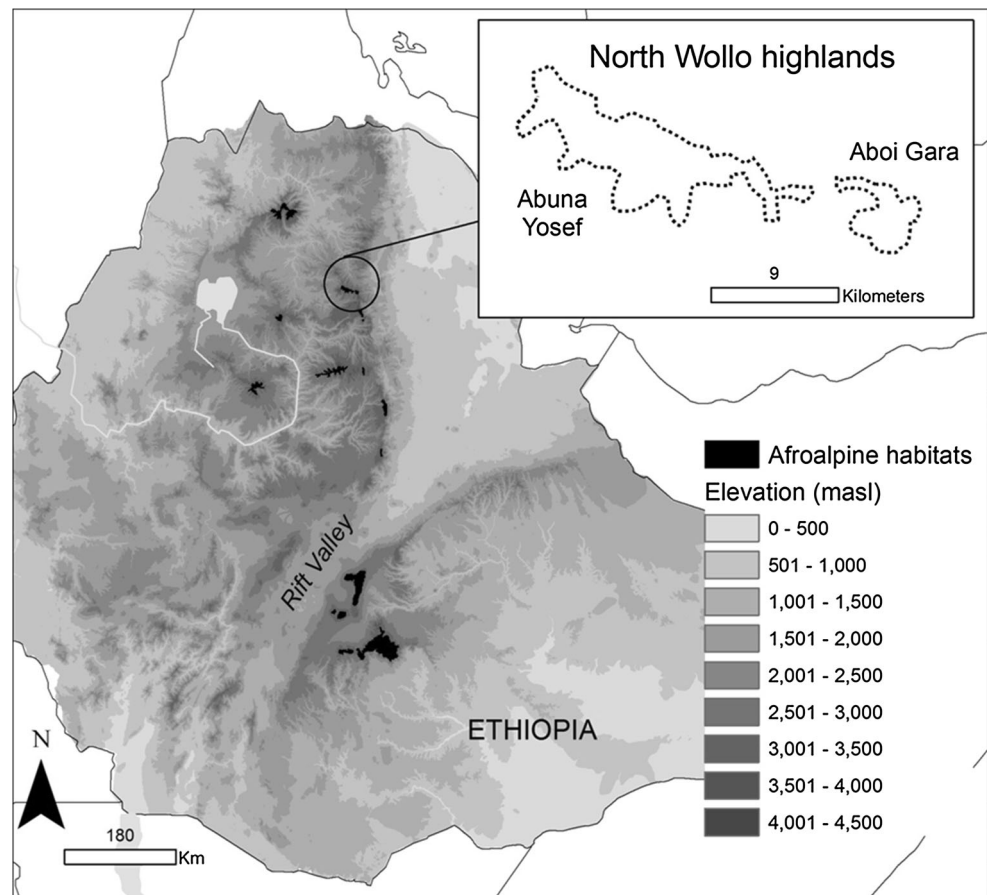 North Wollo highlands
Aboi Gara
Abuna
Yosef
9
Kilometers
Afroalpine habitats
Elevation (masl)
0 - 500
501 - 1,000
1,001 - 1,500
1,501 - 2,000
2,001 - 2,500
2,501 - 3,000
3,001 - 3,500
3,501 - 4,000
4,001 - 4,500
Rift Valley
ETHIOPIA
N
180
Km